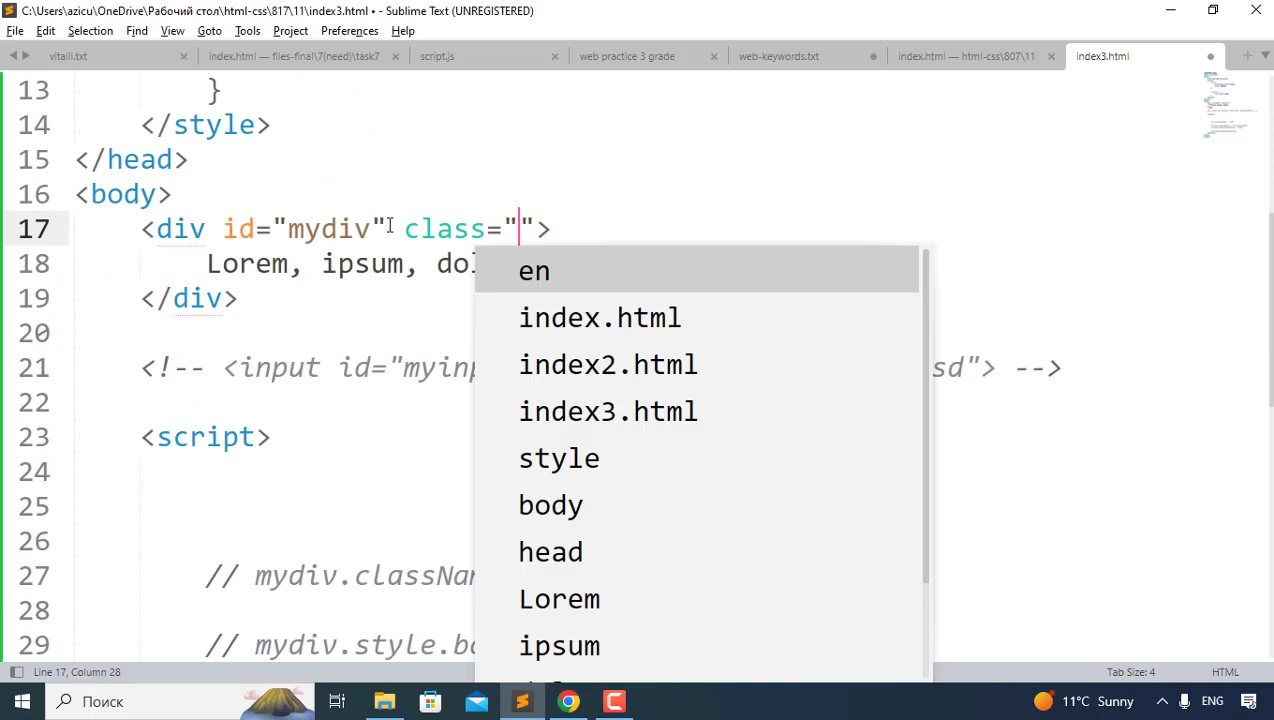 C:\Users\azicu\OneDrive\Рабочий стол\html-css\817\11\index3.html • - Sublime Text (UNREGISTERED)
File Edit Selection Find View Goto Tools Project Preferences Help
vitalii.txt index.html — files-final\7(need)\task7 script.js web practice 3 grade web-keywords.txt index.html — html-css\807\11 index3.html
13 }
14 </style>
15 </head>
16 <body>
17 <div id="mydiv" class="">
18 Lorem, ipsum, dol
en
19 </div>
index.html
20
index2.html
21 <!-- <input id="myinp sd"> -->
22
index3.html
23 <script>
style
24
body
25
head
26
27 // mydiv.classNam
Lorem
28
29 // mydiv.style.bo
ipsum
Line 17, Column 28 Tab Size: 4 HTML
Поиск 11°C Sunny ENG